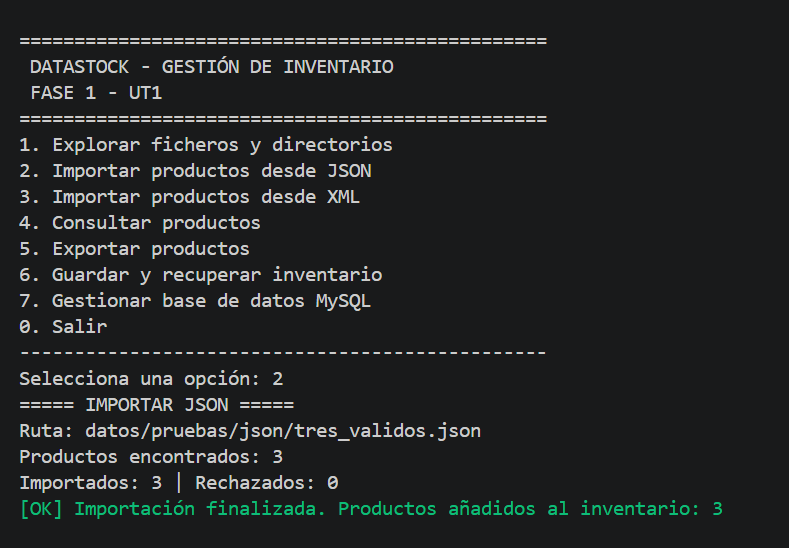 ================================================
DATASTOCK - GESTIÓN DE INVENTARIO
FASE 1 - UT1
================================================
1. Explorar ficheros y directorios
2. Importar productos desde JSON
3. Importar productos desde XML
4. Consultar productos
5. Exportar productos
6. Guardar y recuperar inventario
7. Gestionar base de datos MySQL
0. Salir
------------------------------------------------
Selecciona una opción: 2
===== IMPORTAR JSON =====
Ruta: datos/pruebas/json/tres_validos.json
Productos encontrados: 3
Importados: 3 | Rechazados: 0
[OK] Importación finalizada. Productos añadidos al inventario: 3